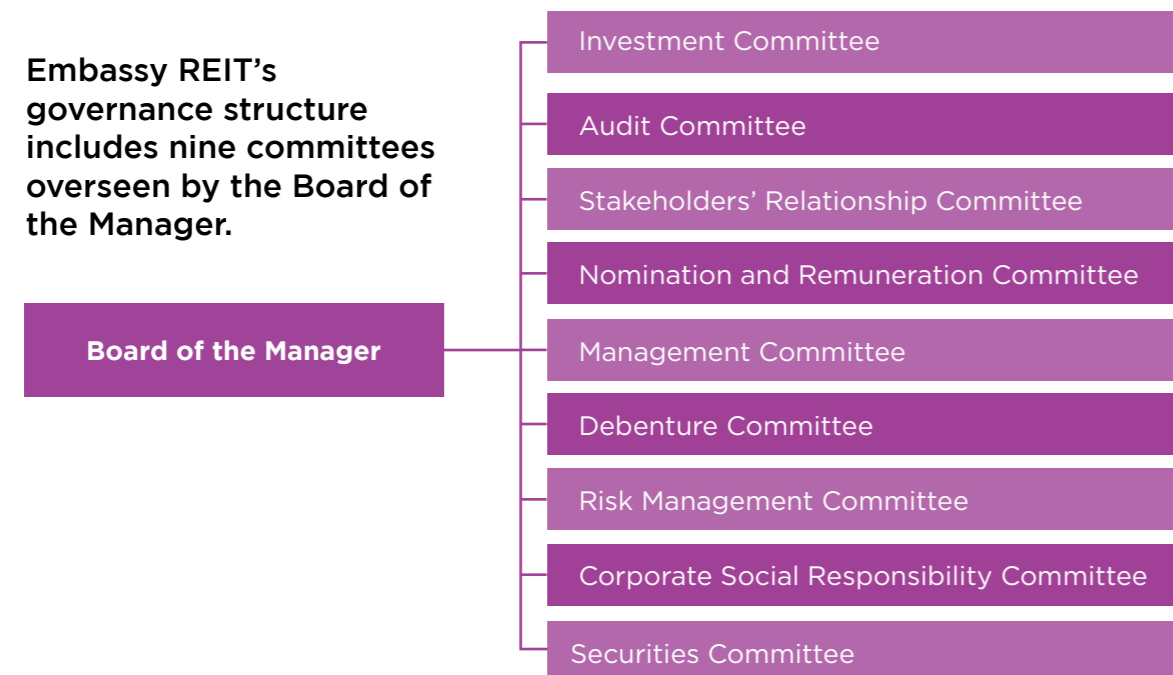 Embassy REIT’s
governance structure
includes nine committees
overseen by the Board of
the Manager.
Board of the Manager
Investment Committee
Audit Committee
Stakeholders’ Relationship Committee
Nomination and Remuneration Committee
Management Committee
Debenture Committee
Risk Management Committee
Corporate Social Responsibility Committee
Securities Committee